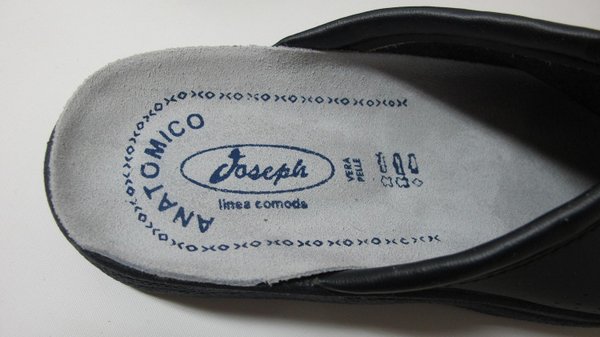 ANATOMICO
Joseph
linea comoda
VERA
PELLE